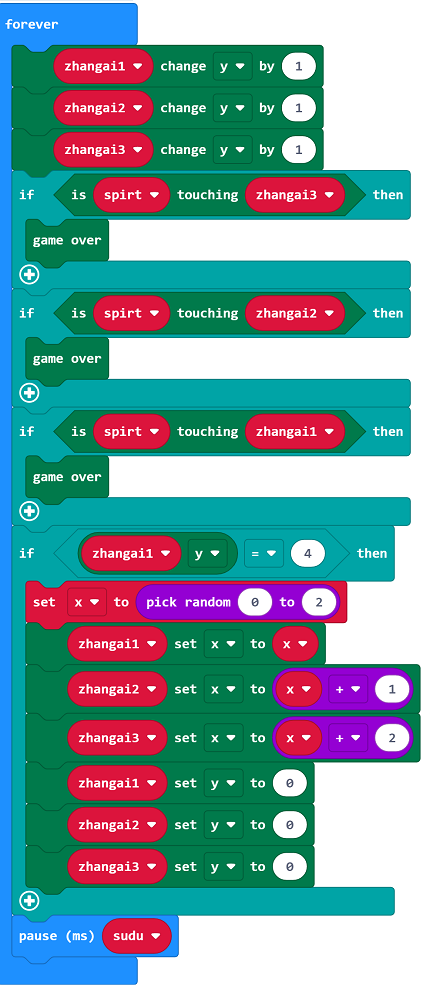 forever
zhangai1 change y by 1
zhangai2 change y by 1
zhangai3 change y by 1
if is spirt touching zhangai3 then
game over
if is spirt touching zhangai2 then
game over
if is spirt touching zhangai1 then
game over
if zhangai1 y = 4 then
set x to pick random 0 to 2
zhangai1 set x to x
zhangai2 set x to x + 1
zhangai3 set x to x + 2
zhangai1 set y to 0
zhangai2 set y to 0
zhangai3 set y to 0
pause (ms) sudu